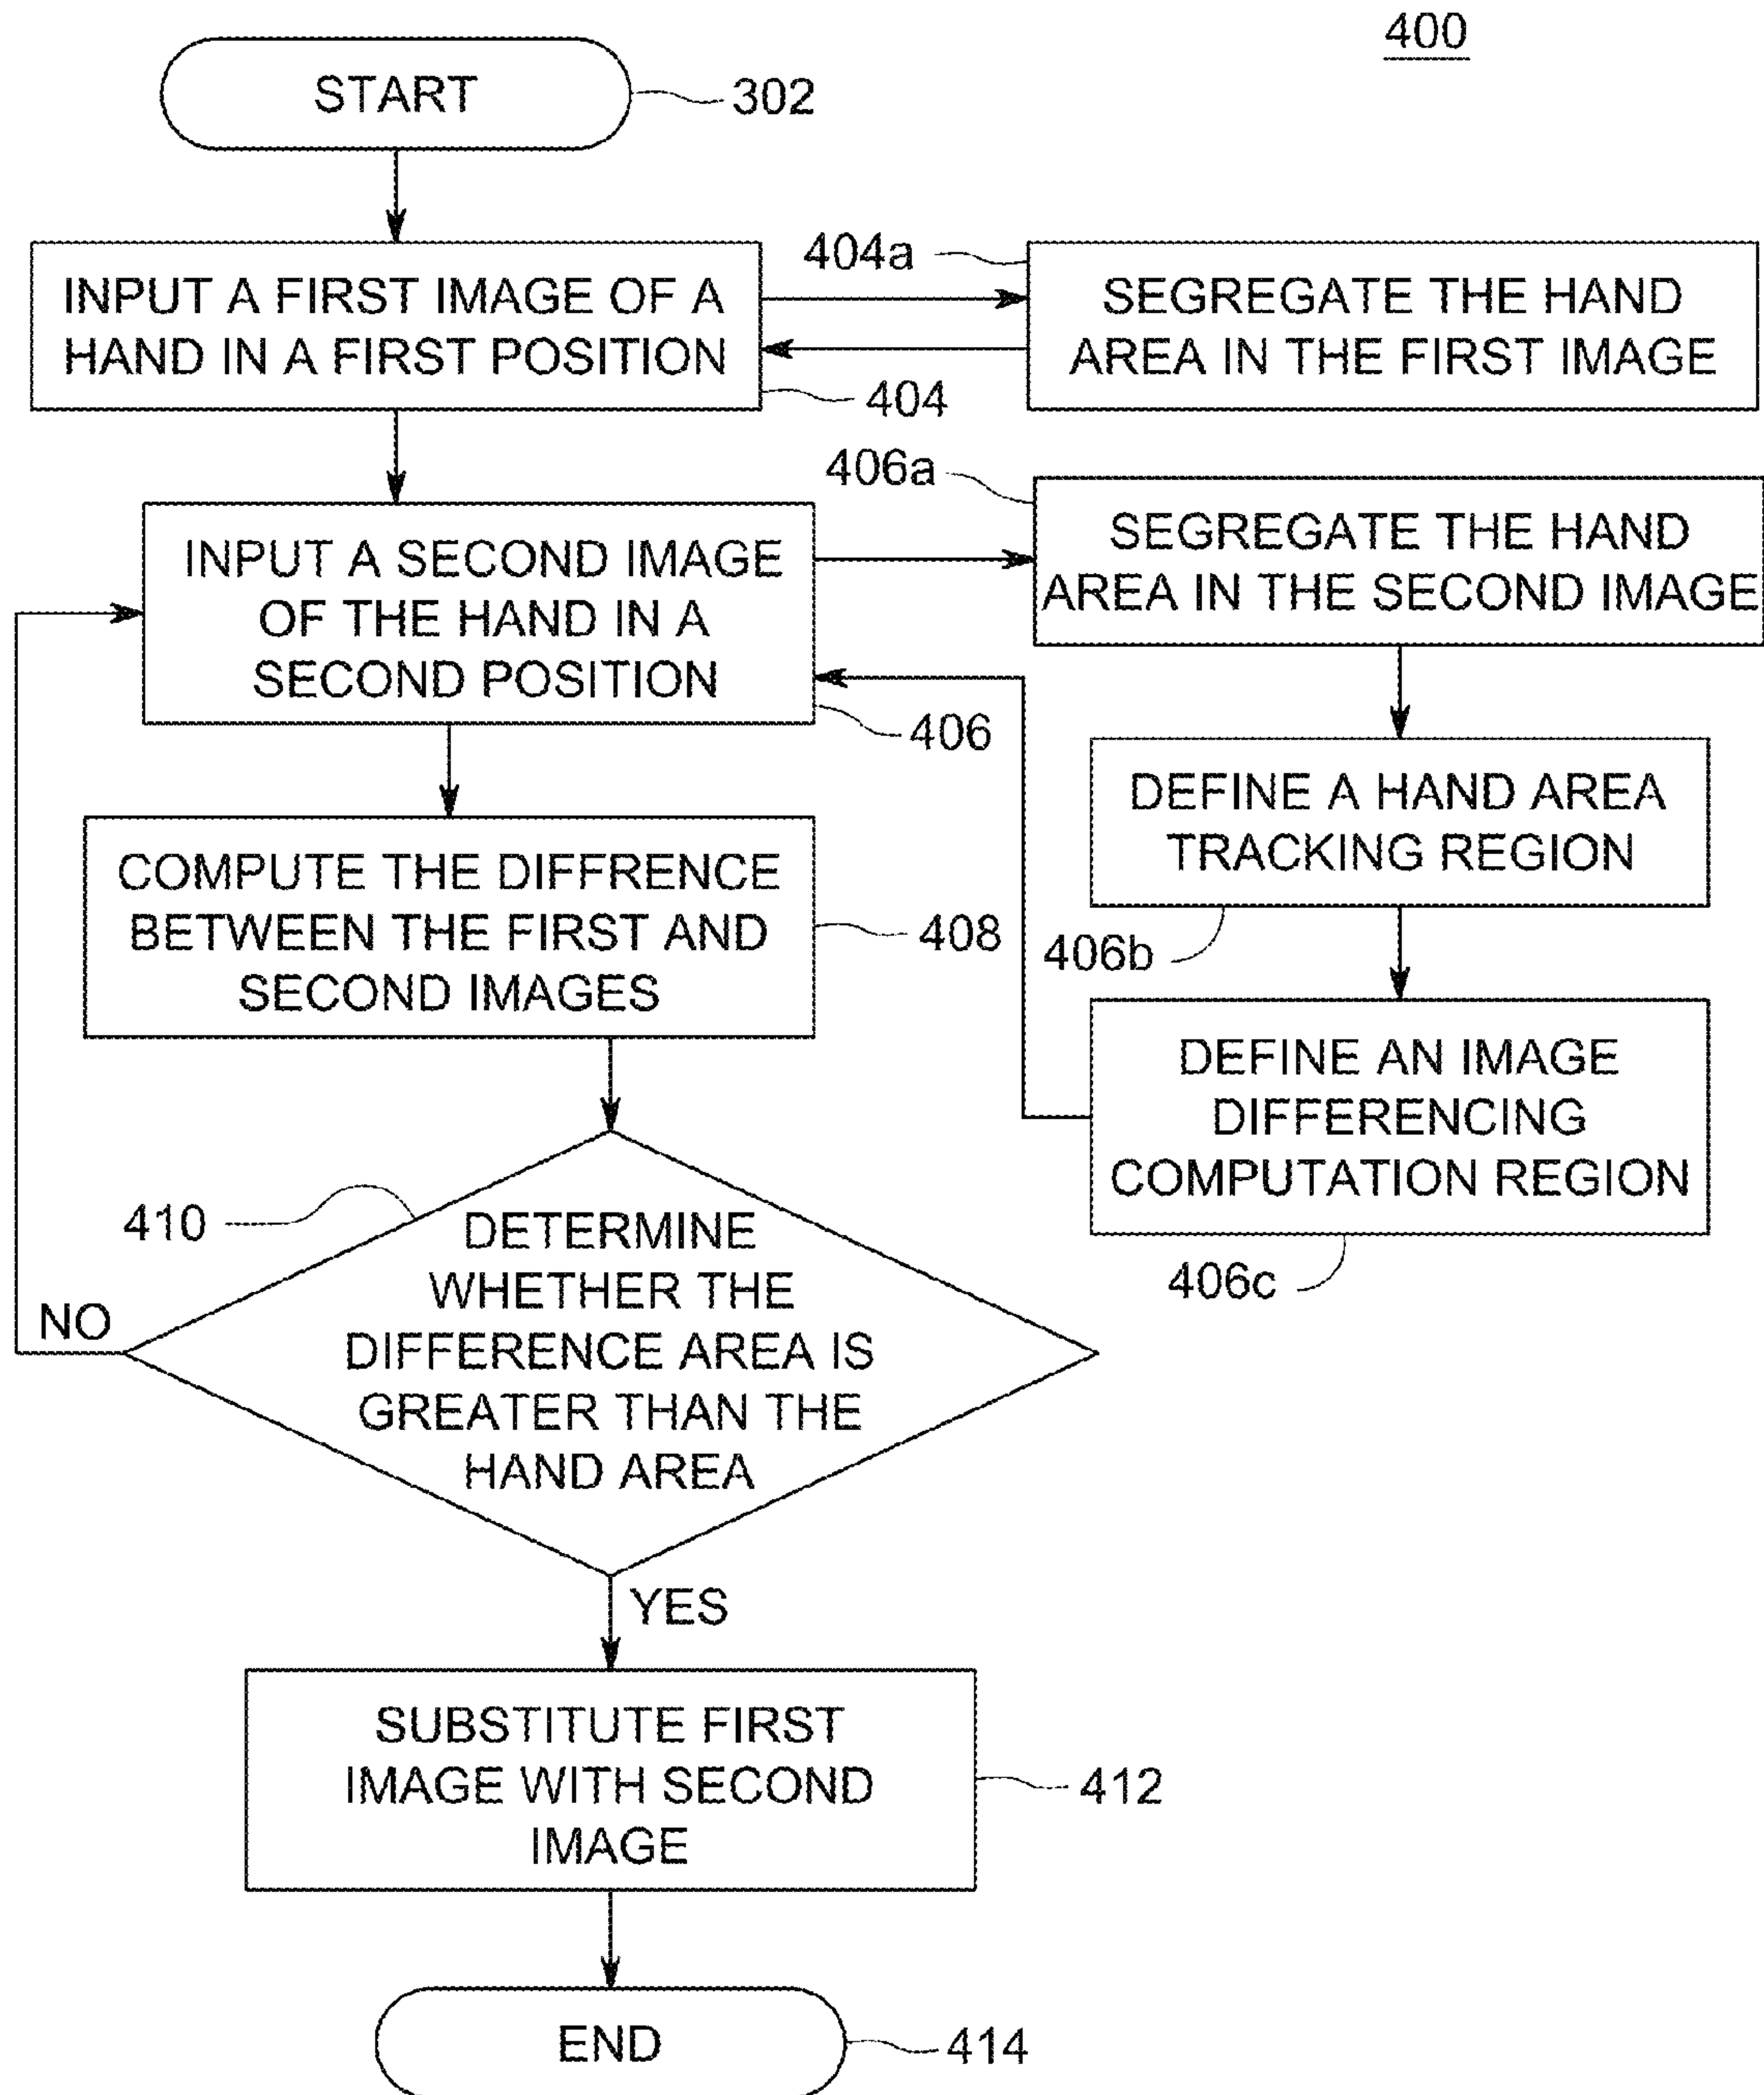 400
START
302
INPUT A FIRST IMAGE OF A
HAND IN A FIRST POSITION
404
404a
SEGREGATE THE HAND
AREA IN THE FIRST IMAGE
INPUT A SECOND IMAGE
OF THE HAND IN A
SECOND POSITION
406
406a
SEGREGATE THE HAND
AREA IN THE SECOND IMAGE
DEFINE A HAND AREA
TRACKING REGION
406b
DEFINE AN IMAGE
DIFFERENCING
COMPUTATION REGION
406c
COMPUTE THE DIFFRENCE
BETWEEN THE FIRST AND
SECOND IMAGES
408
410
DETERMINE
WHETHER THE
DIFFERENCE AREA IS
GREATER THAN THE
HAND AREA
NO
YES
SUBSTITUTE FIRST
IMAGE WITH SECOND
IMAGE
412
END
414